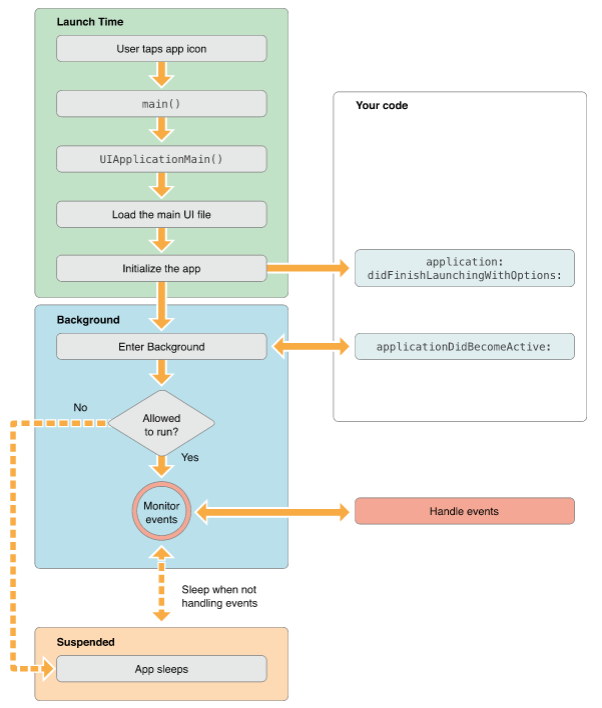 Launch Time
User taps app icon
main()
UIApplicationMain()
Load the main UI file
Initialize the app
Your code
application:
didFinishLaunchingWithOptions:
Background
Enter Background
applicationDidBecomeActive:
No
Allowed
to run?
Yes
Monitor
events
Handle events
Sleep when not
handling events
Suspended
App sleeps